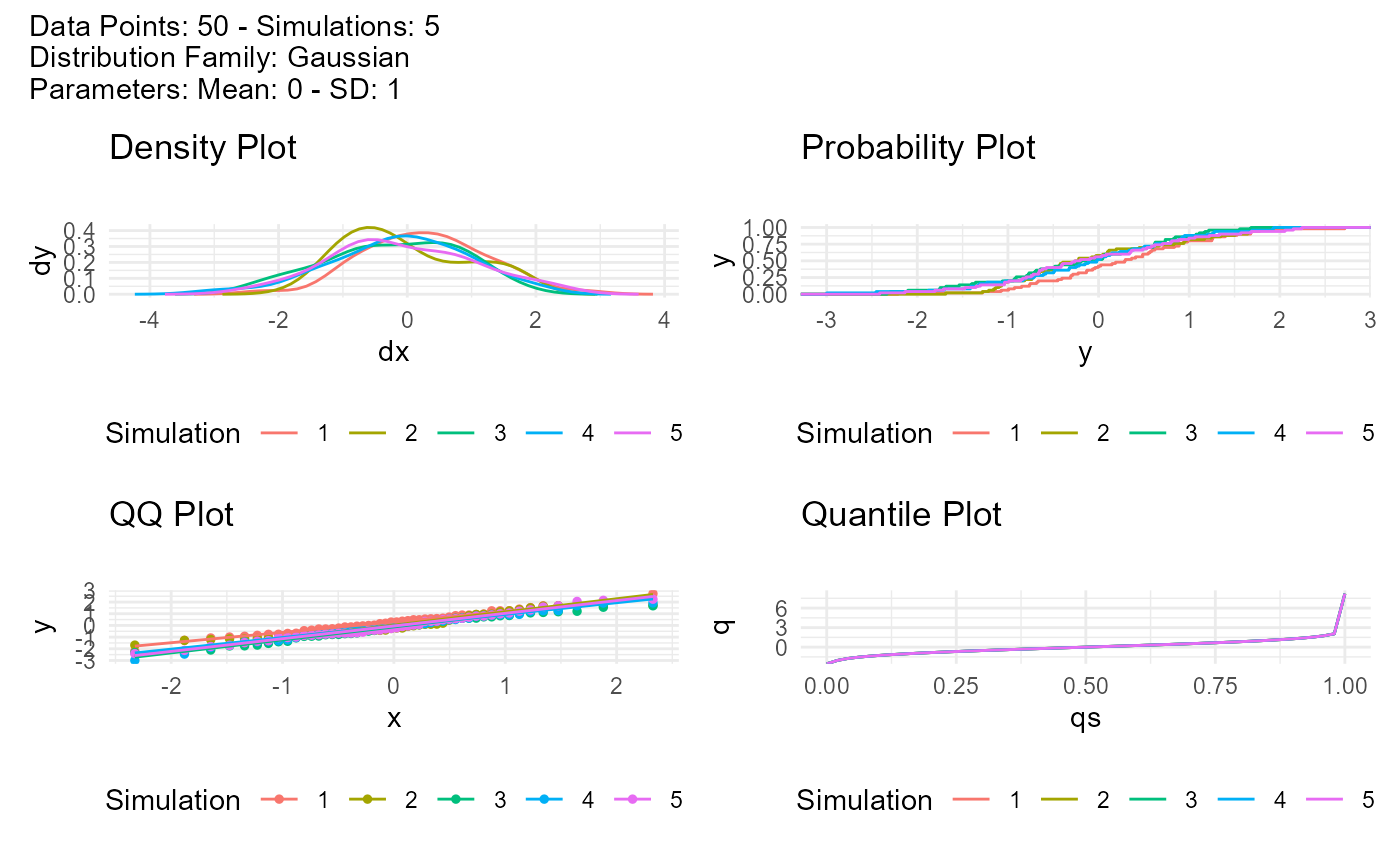 Data Points: 50 - Simulations: 5
Distribution Family: Gaussian
Parameters: Mean: 0 - SD: 1
Density Plot
dy
0.4
0.3
0.2
0.1
0.0
-4 -2 0 2 4
dx
Simulation 1 2 3 4 5
Probability Plot
y
1.00
0.75
0.50
0.25
0.00
-3 -2 -1 0 1 2 3
y
Simulation 1 2 3 4 5
QQ Plot
y
3
2
1
0
-1
-2
-3
-2 -1 0 1 2
x
Simulation 1 2 3 4 5
Quantile Plot
q
6
3
0
0.00 0.25 0.50 0.75 1.00
qs
Simulation 1 2 3 4 5